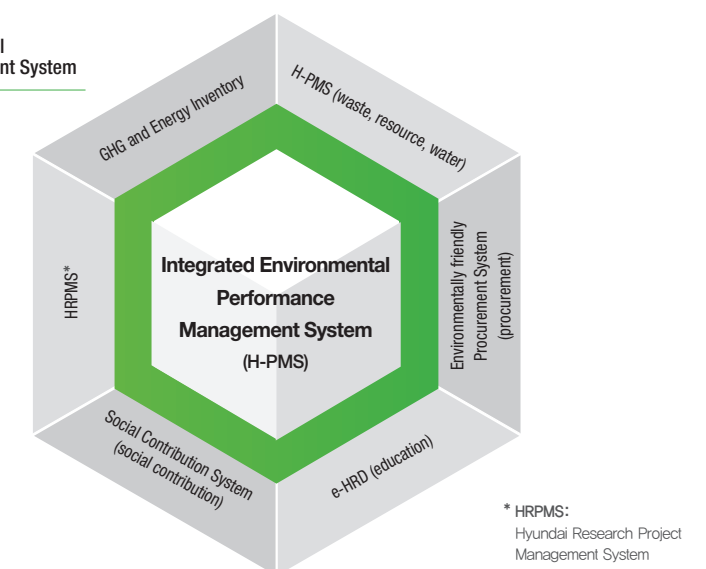 l
nt System
GHG and Energy Inventory
H-PMS (waste, resource, water)
HRPMS*
Integrated Environmental
Performance
Management System
(H-PMS)
Environmentally friendly
Procurement System
(procurement)
Social Contribution System
(social contribution)
e-HRD (education)
* HRPMS:
Hyundai Research Project
Management System